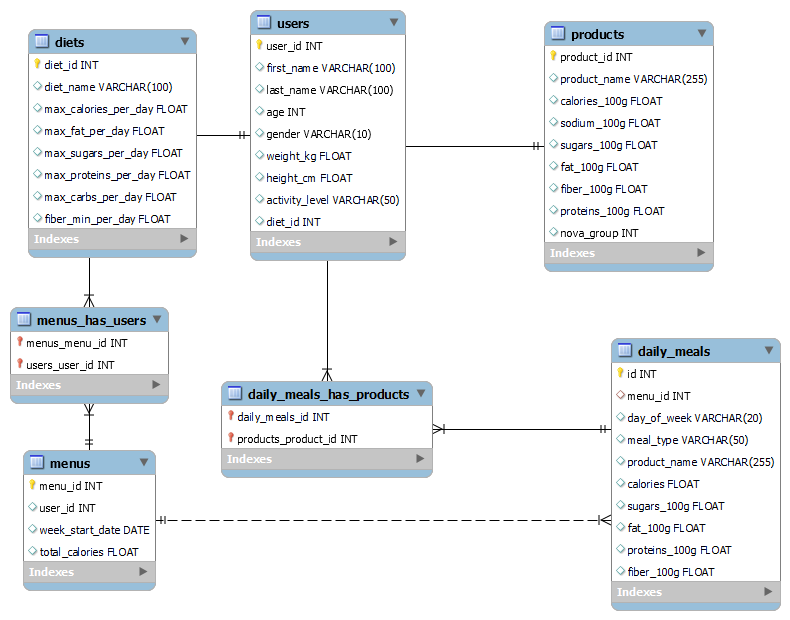 diets
diet_id INT
diet_name VARCHAR(100)
max_calories_per_day FLOAT
max_fat_per_day FLOAT
max_sugars_per_day FLOAT
max_proteins_per_day FLOAT
max_carbs_per_day FLOAT
fiber_min_per_day FLOAT
Indexes
users
user_id INT
first_name VARCHAR(100)
last_name VARCHAR(100)
age INT
gender VARCHAR(10)
weight_kg FLOAT
height_cm FLOAT
activity_level VARCHAR(50)
diet_id INT
Indexes
products
product_id INT
product_name VARCHAR(255)
calories_100g FLOAT
sodium_100g FLOAT
sugars_100g FLOAT
fat_100g FLOAT
fiber_100g FLOAT
proteins_100g FLOAT
nova_group INT
Indexes
menus_has_users
menus_menu_id INT
users_user_id INT
Indexes
daily_meals_has_products
daily_meals_id INT
products_product_id INT
Indexes
daily_meals
id INT
menu_id INT
day_of_week VARCHAR(20)
meal_type VARCHAR(50)
product_name VARCHAR(255)
calories FLOAT
sugars_100g FLOAT
fat_100g FLOAT
proteins_100g FLOAT
fiber_100g FLOAT
Indexes
menus
menu_id INT
user_id INT
week_start_date DATE
total_calories FLOAT
Indexes